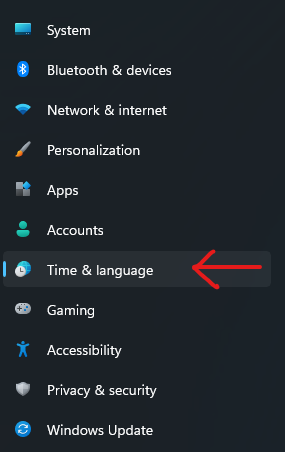 System
Bluetooth & devices
Network & internet
Personalization
Apps
Accounts
Time & language
Gaming
Accessibility
Privacy & security
Windows Update